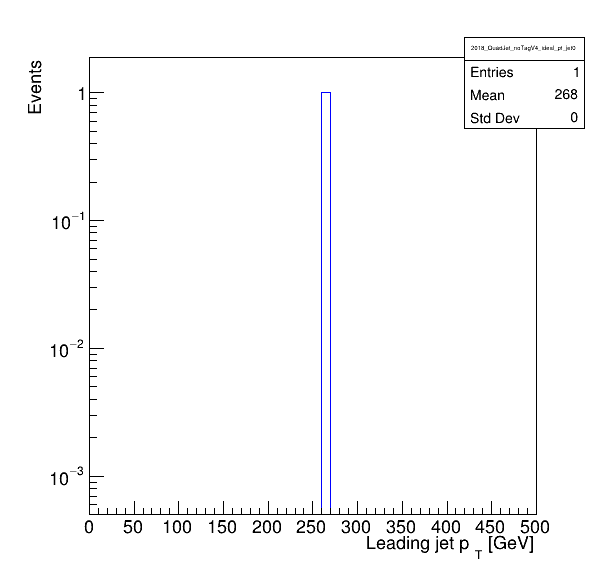 2018_QuadJet_noTagV4_ideal_pt_jet0
Entries 1
Mean 268
Std Dev 0
Events
1
10⁻¹
10⁻²
10⁻³
0 50 100 150 200 250 300 350 400 450 500
Leading jet p_T [GeV]